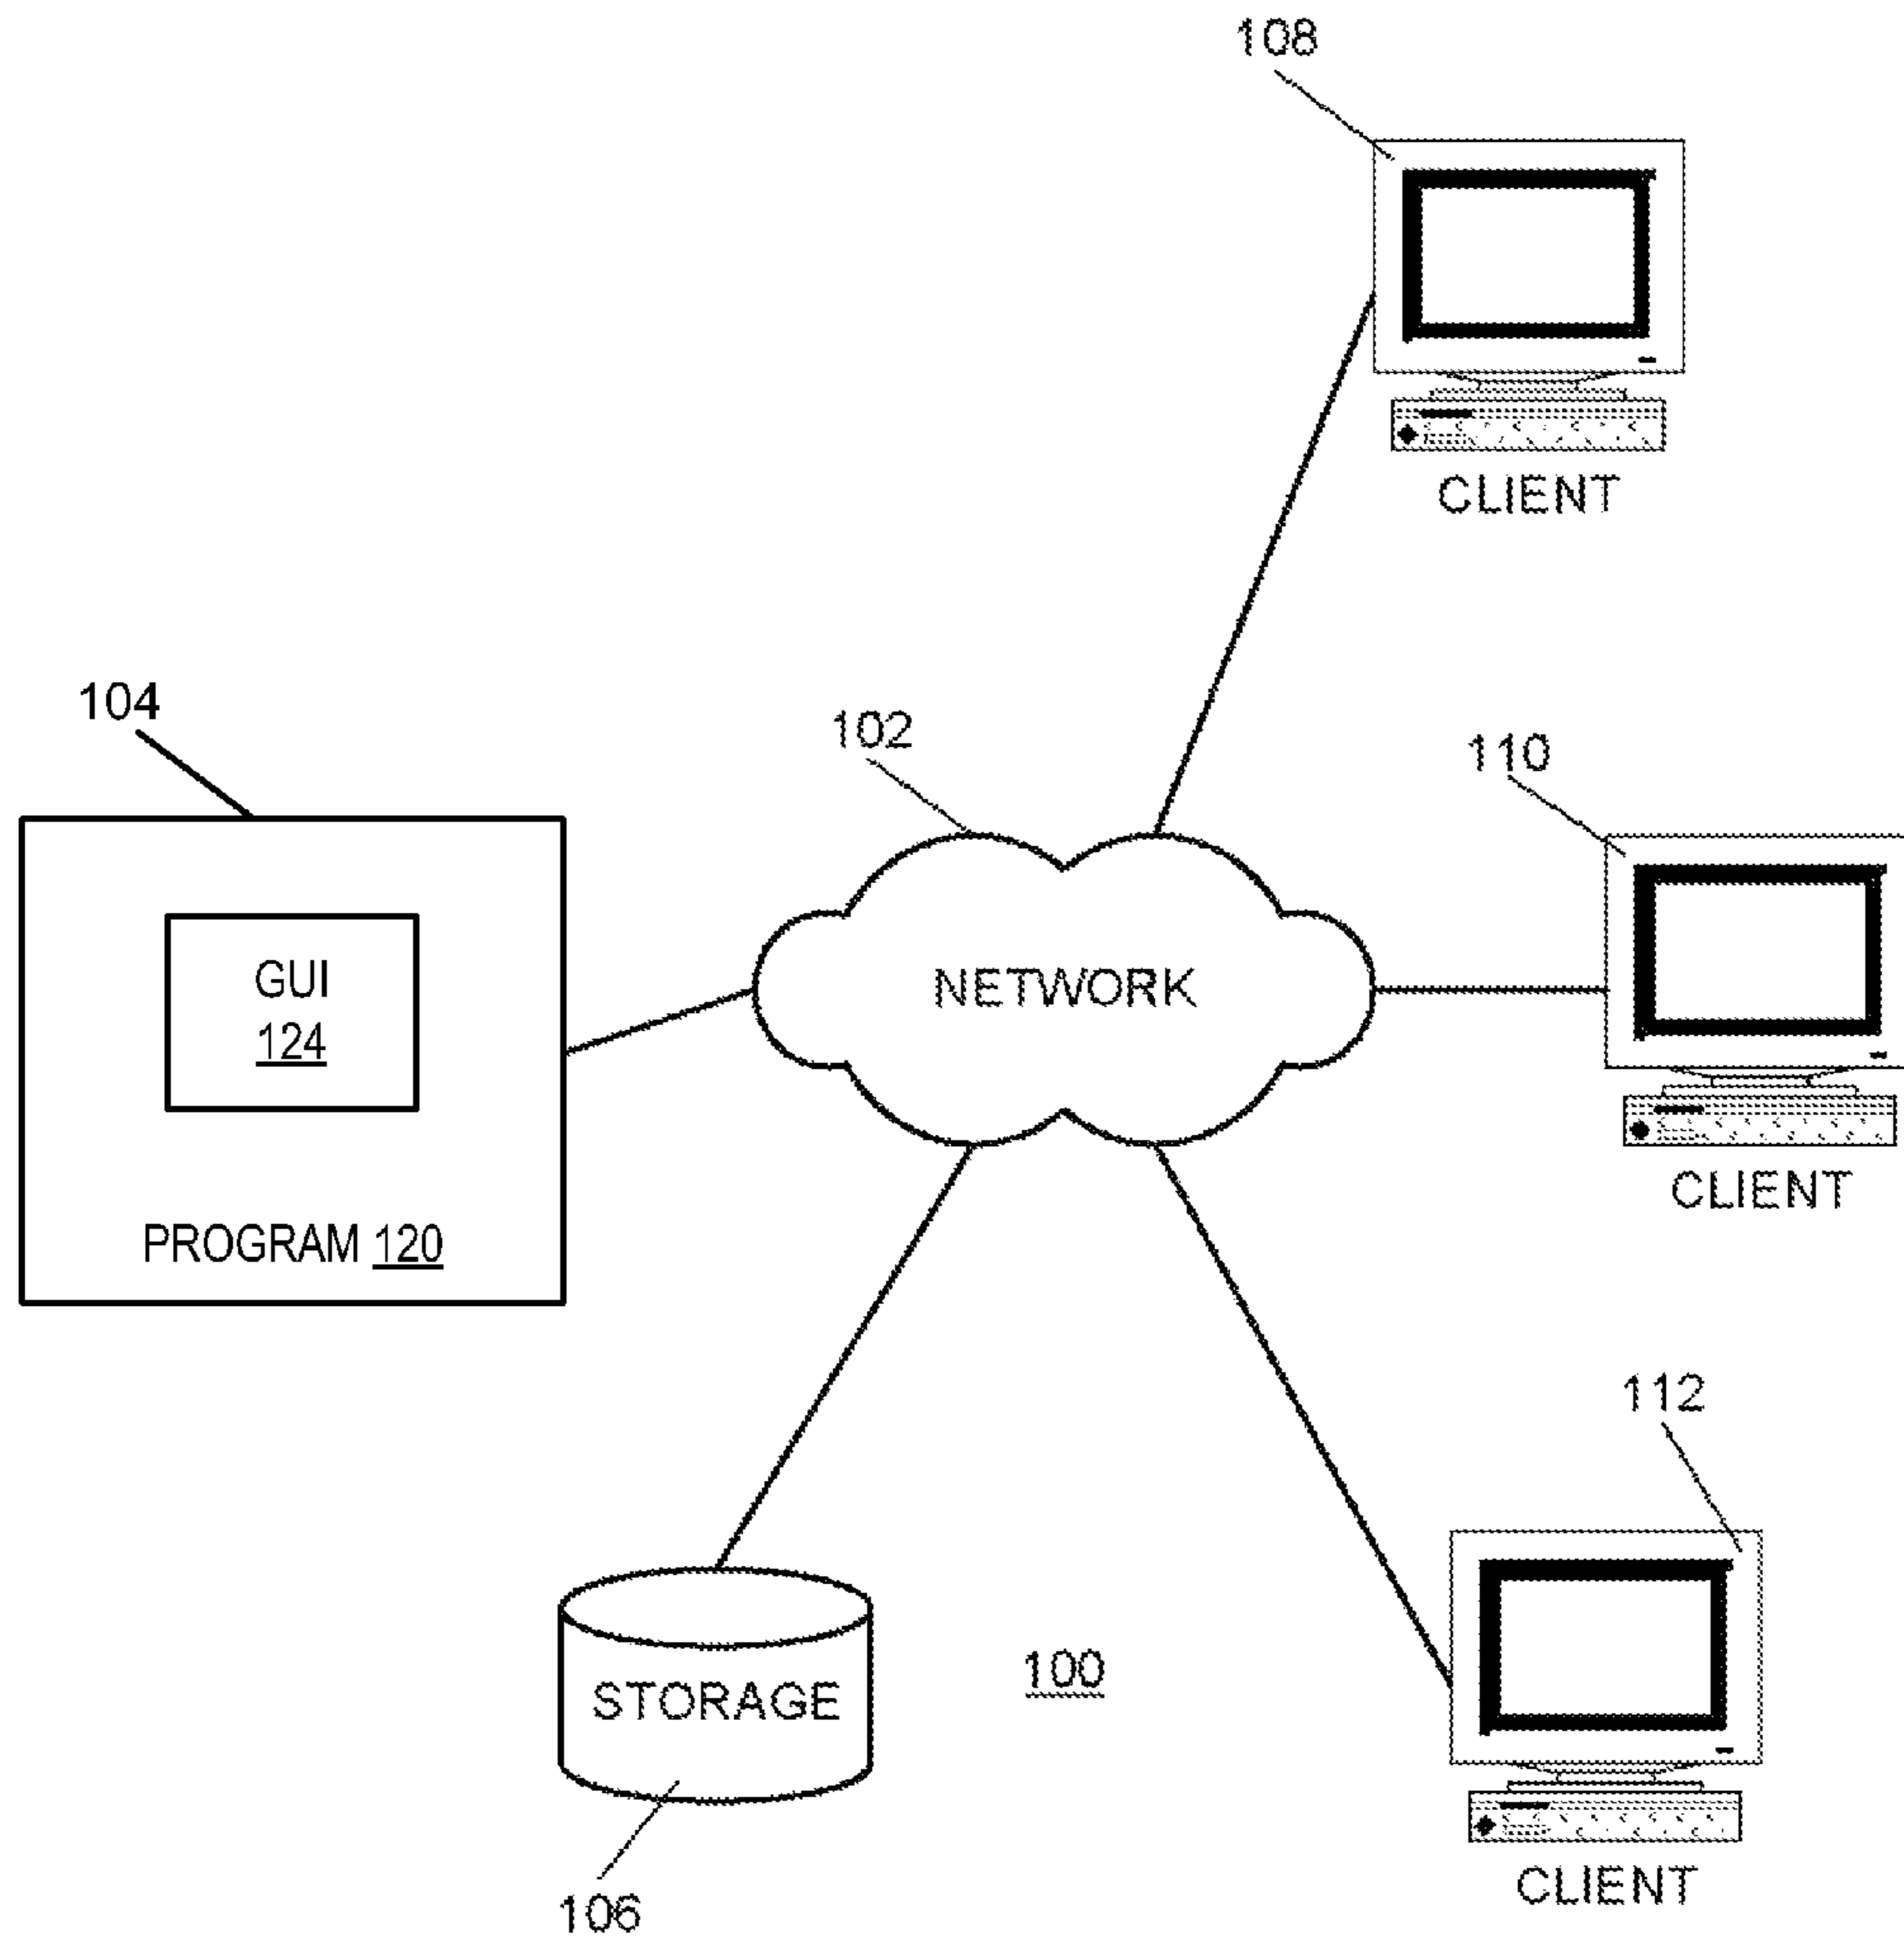 108
CLIENT
104
102
110
GUI
124
NETWORK
PROGRAM 120
CLIENT
112
STORAGE
100
106
CLIENT